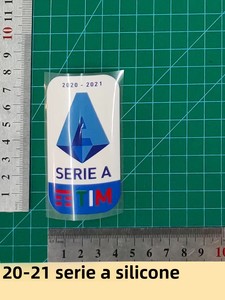 2020 - 2021
SERIE A
TIM
20-21 serie a silicone